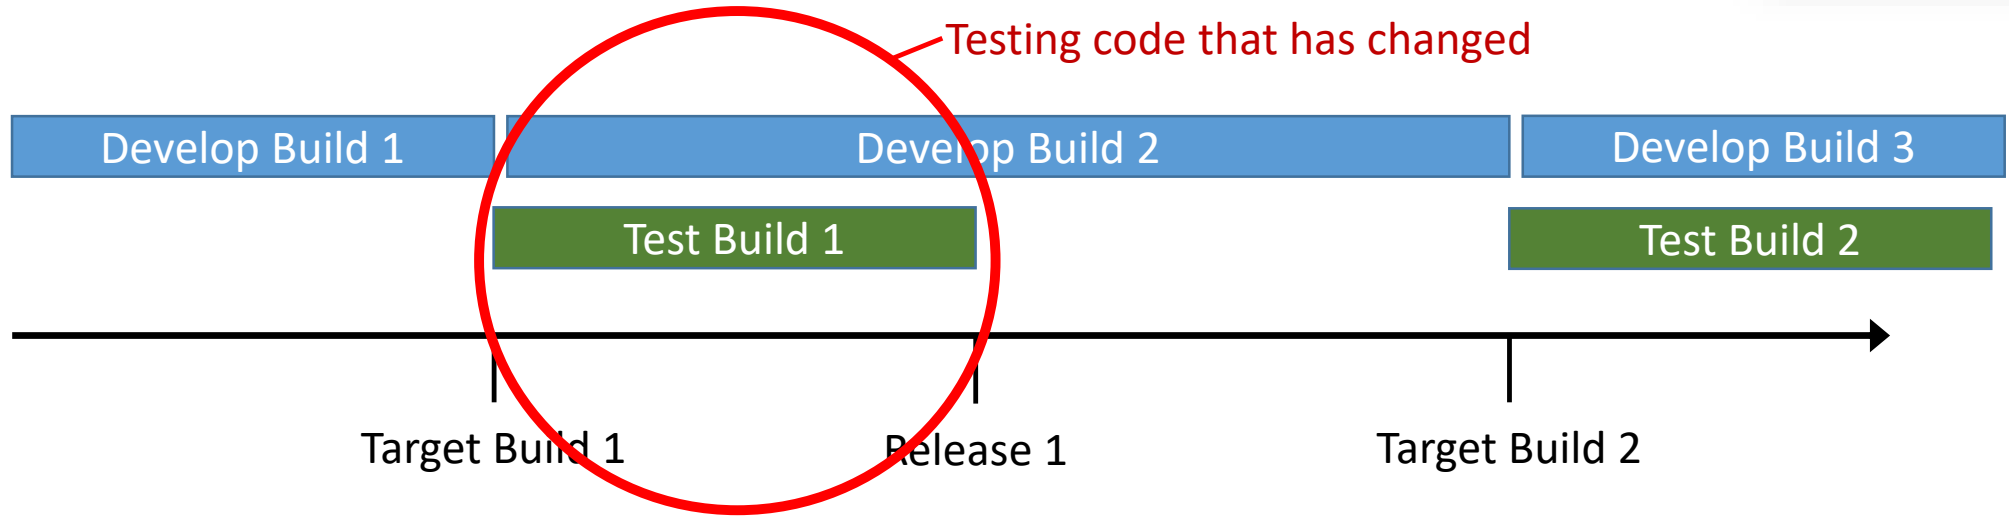 Testing code that has changed
Develop Build 1
Develop Build 2
Develop Build 3
Test Build 1
Test Build 2
Target Build 1
Release 1
Target Build 2